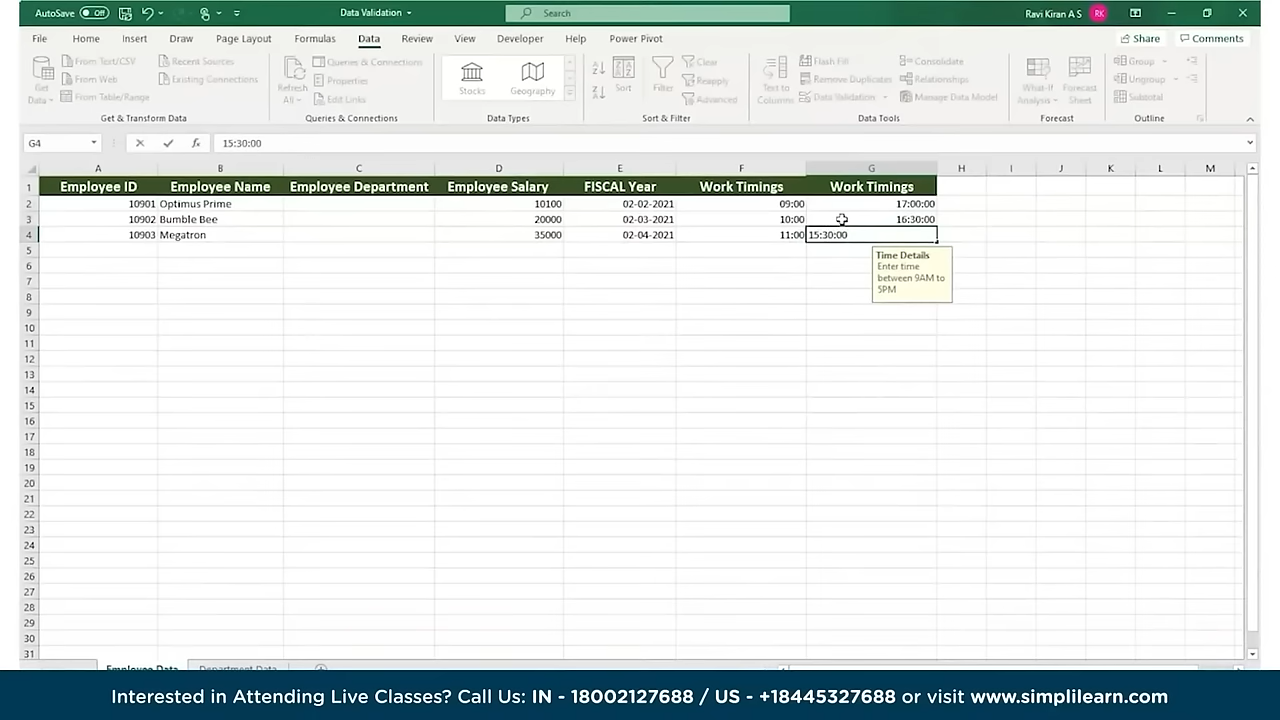 AutoSave Off
Data Validation
Search
Ravi Kiran A S RK
File Home Insert Draw Page Layout Formulas Data Review View Developer Help Power Pivot
Share Comments
Get Data
From Text/CSV
From Web
From Table/Range
Recent Sources
Existing Connections
Get & Transform Data
Refresh All
Queries & Connections
Properties
Edit Links
Queries & Connections
Stocks Geography
Data Types
Sort
Filter
Clear
Reapply
Advanced
Sort & Filter
Text to Columns
Flash Fill
Remove Duplicates
Data Validation
Consolidate
Relationships
Manage Data Model
Data Tools
What-If Analysis
Forecast Sheet
Forecast
Group
Ungroup
Subtotal
Outline
G4 fx 15:30:00
A B C D E F G H I J K L M
1 Employee ID Employee Name Employee Department Employee Salary FISCAL Year Work Timings Work Timings
2 10901 Optimus Prime 10100 02-02-2021 09:00 17:00:00
3 10902 Bumble Bee 20000 02-03-2021 10:00 16:30:00
4 10903 Megatron 35000 02-04-2021 11:00 15:30:00
Time Details
Enter time
between 9AM to
5PM
5
6
7
8
9
10
11
12
13
14
15
16
17
18
19
20
21
22
23
24
25
26
27
28
29
30
31
Employee Data Department Data
Interested in Attending Live Classes? Call Us: IN - 18002127688 / US - +18445327688 or visit www.simplilearn.com